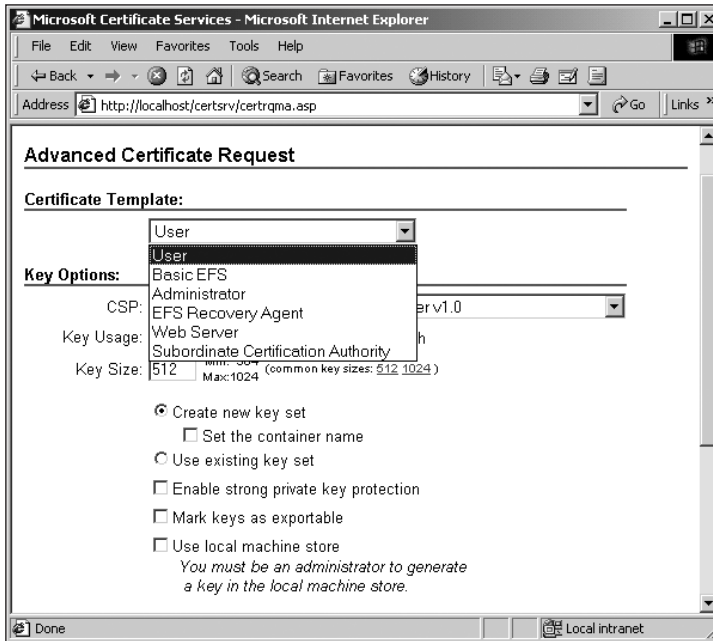 Microsoft Certificate Services - Microsoft Internet Explorer
File Edit View Favorites Tools Help
Back Search Favorites History
Address http://localhost/certsrv/certrqma.asp Go Links »
Advanced Certificate Request
Certificate Template:
User
User
Basic EFS
Key Options:
Administrator
CSP: er v1.0
EFS Recovery Agent
Web Server
Key Usage: h
Subordinate Certification Authority
Key Size: 512 Max:1024 (common key sizes: 512 1024 )
Create new key set
Set the container name
Use existing key set
Enable strong private key protection
Mark keys as exportable
Use local machine store
You must be an administrator to generate
a key in the local machine store.
Done Local intranet